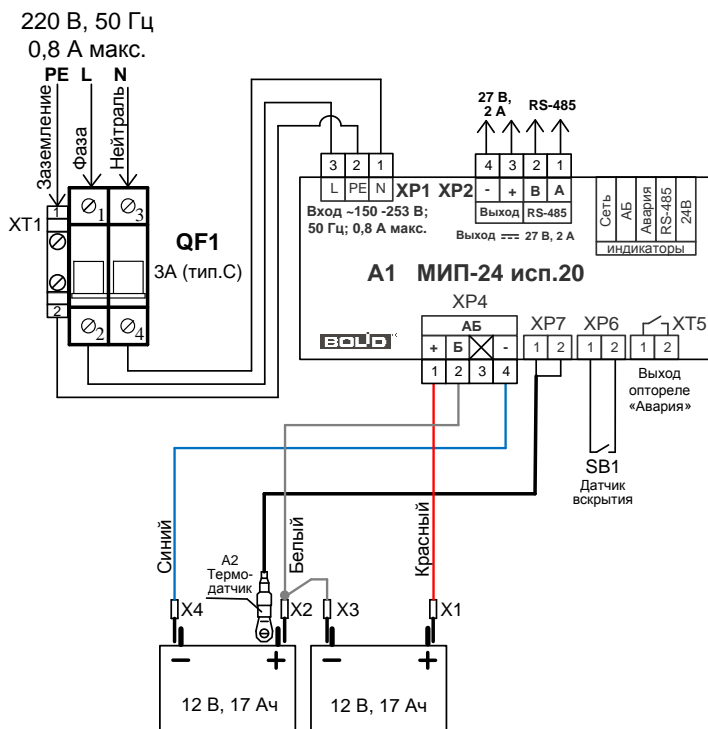 220 В, 50 Гц
0,8 А макс.
PE L N
Заземление
Фаза
Нейтраль
XT1
1
2
1
3
2
4
QF1
3А (тип.С)
27 В,
2 А
RS-485
3 2 1
L PE N
XP1 XP2
4 3 2 1
- + B A
Выход RS-485
Вход ~150 -253 В;
50 Гц; 0,8 А макс.
Выход 27 В, 2 А
Сеть
АБ
Авария
RS-485
24В
индикаторы
А1 МИП-24 исп.20
XP4
АБ
+ Б -
1 2 3 4
BOLID
XP7
1 2
XP6
1 2
XT5
1 2
Выход
оптореле
«Авария»
SB1
Датчик
вскрытия
Синий
Белый
Красный
А2
Термо-
датчик
X4
X2
X3
X1
− +
− +
12 В, 17 Ач
12 В, 17 Ач